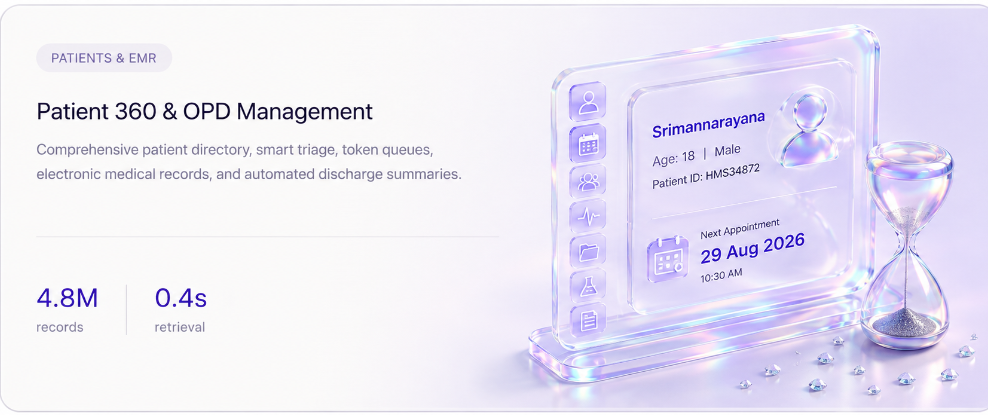 PATIENTS & EMR
Patient 360 & OPD Management
Comprehensive patient directory, smart triage, token queues,
electronic medical records, and automated discharge summaries.
4.8M
records
0.4s
retrieval
Srimannarayana
Age: 18 | Male
Patient ID: HMS34872
Next Appointment
29 Aug 2026
10:30 AM